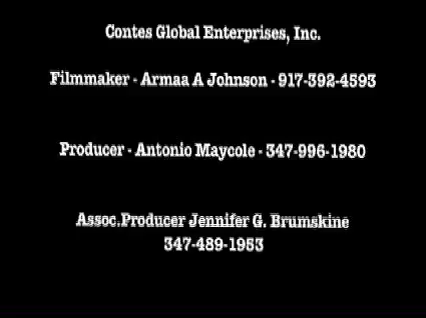 Contes Global Enterprises, Inc.
Filmmaker - Armaa A Johnson - 917-392-4593
Producer - Antonio Maycole - 347-996-1980
Assoc.Producer Jennifer G. Brumskine
347-489-1953